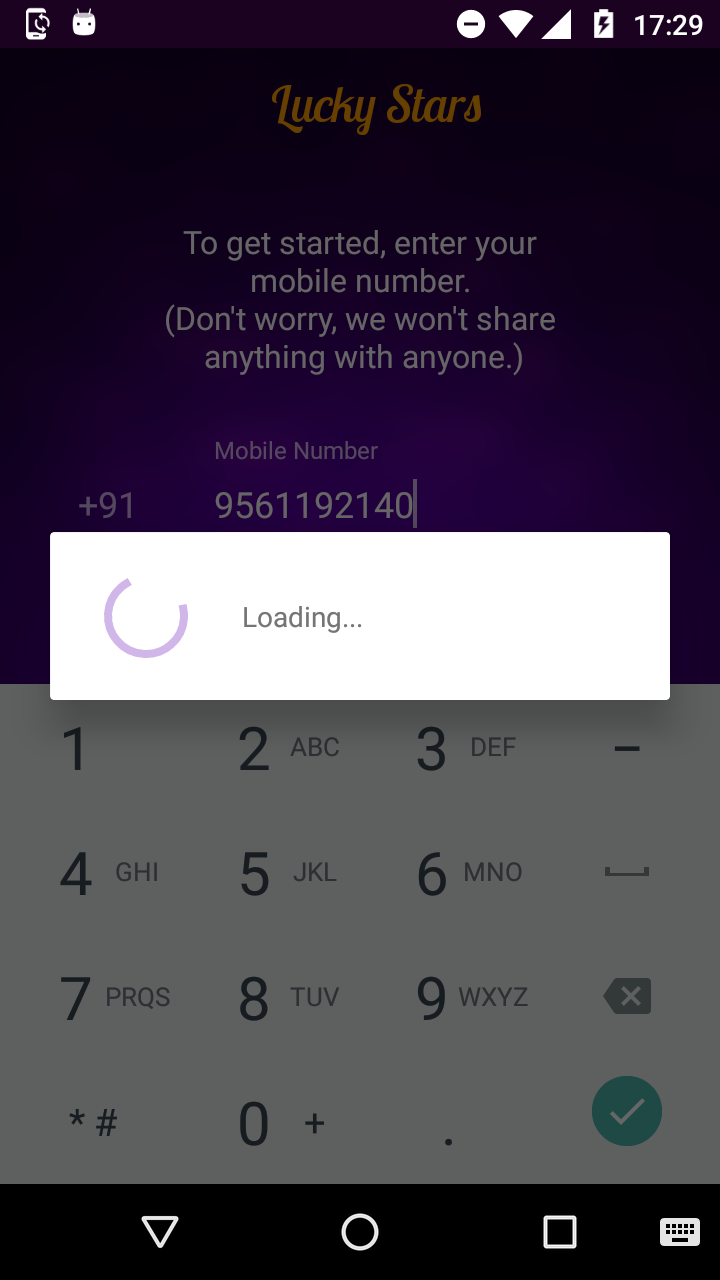 17:29
Lucky Stars
To get started, enter your
mobile number.
(Don't worry, we won't share
anything with anyone.)
Mobile Number
+91 9561192140
Loading...
1 2 ABC 3 DEF –
4 GHI 5 JKL 6 MNO
7 PRQS 8 TUV 9 WXYZ
* # 0 + .